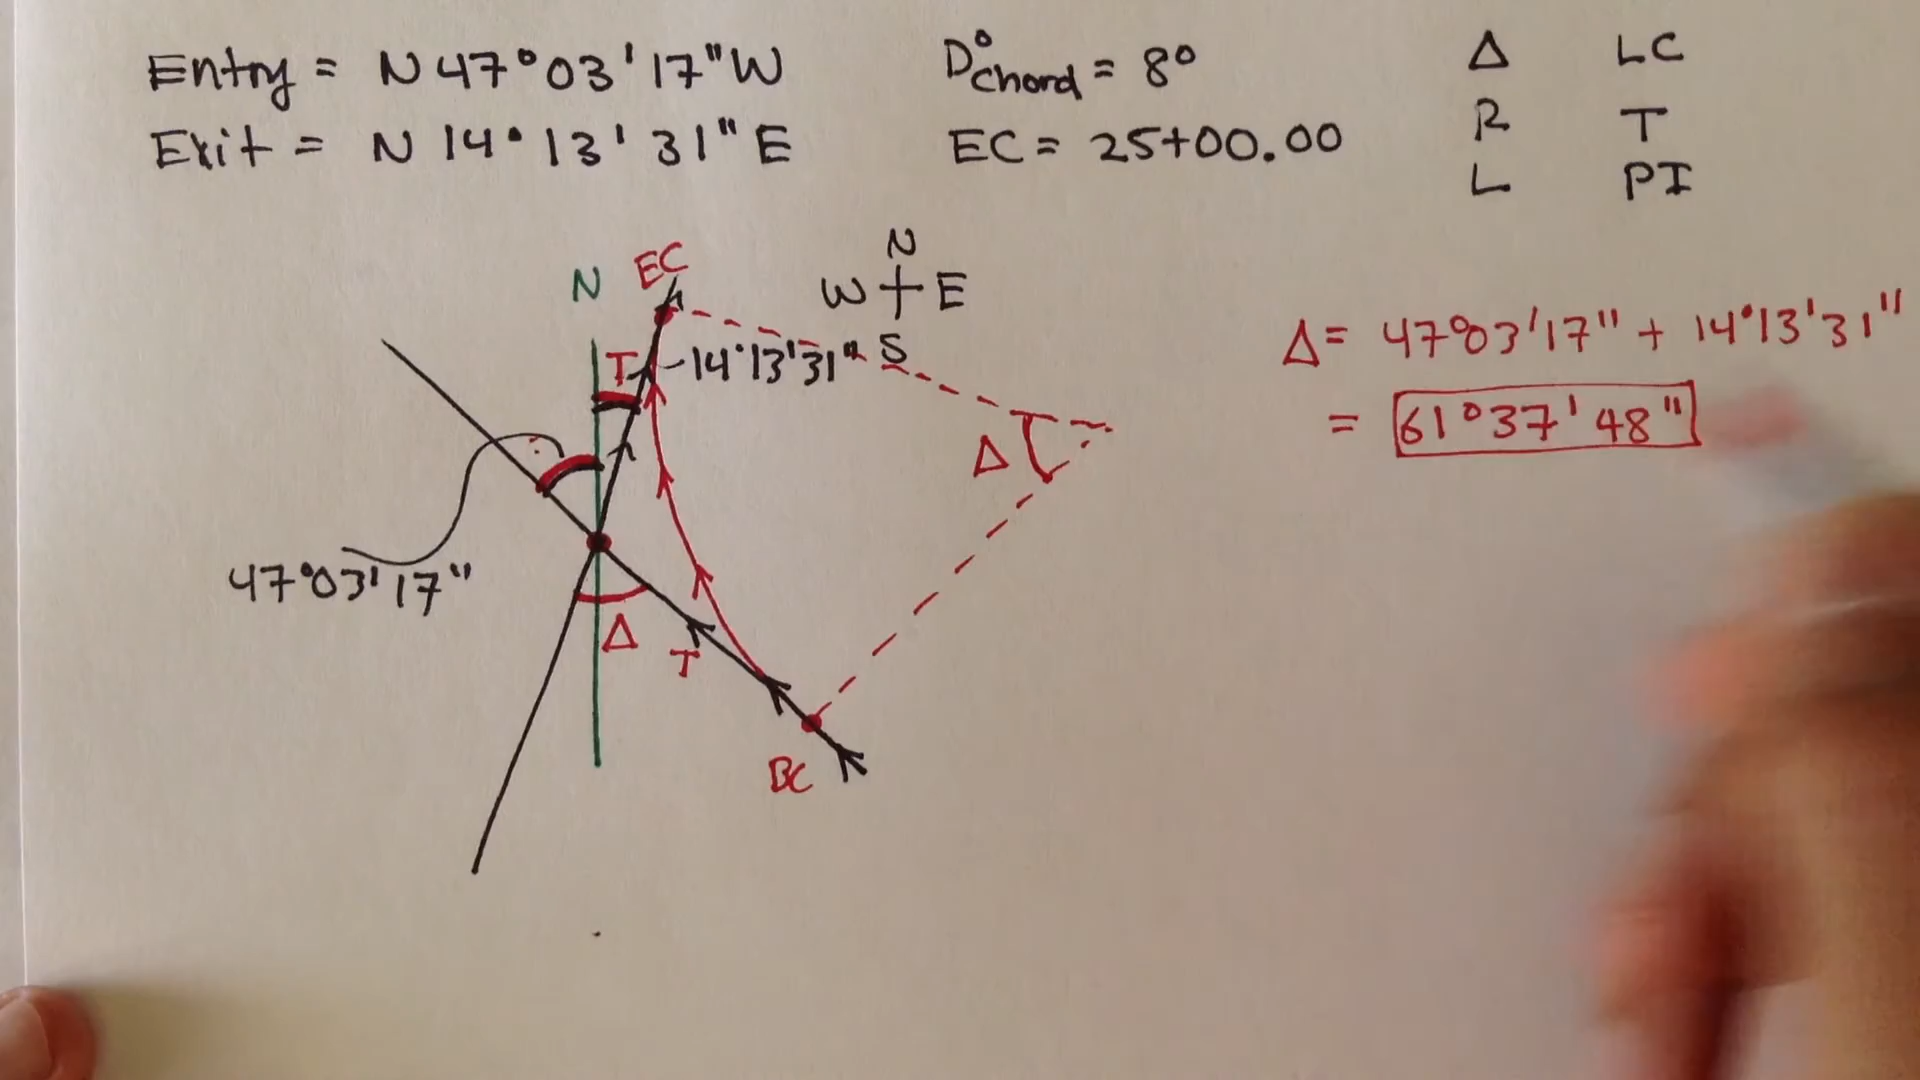 Entry = N 47°03'17"W
Exit = N 14°13'31"E
D°chord = 8°
EC = 25+00.00
Δ LC
R T
L PI
N
EC
N
W E
S
T
14°13'31"
Δ
47°03'17"
Δ
T
BC
Δ = 47°03'17" + 14°13'31"
= 61°37'48"